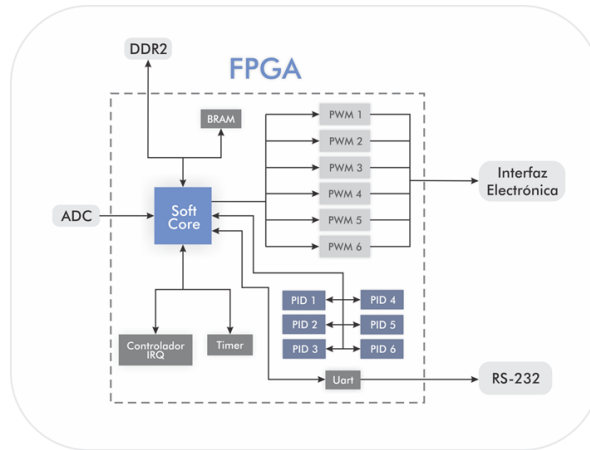 DDR2
FPGA
BRAM
PWM 1
PWM 2
PWM 3
PWM 4
PWM 5
PWM 6
Interfaz
Electrónica
ADC
Soft
Core
PID 1
PID 4
PID 2
PID 5
PID 3
PID 6
Controlador
IRQ
Timer
Uart
RS-232